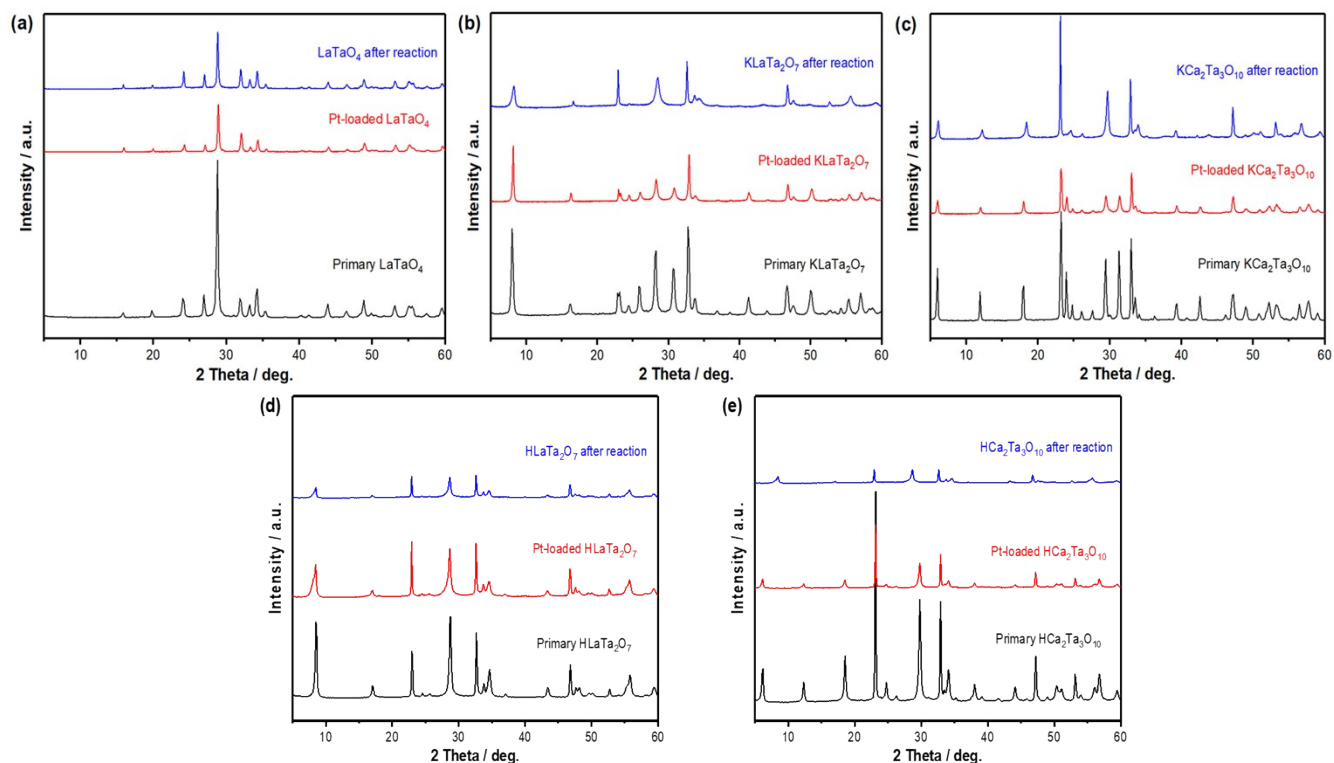 (a)
LaTaO₄ after reaction
Pt-loaded LaTaO₄
Primary LaTaO₄
Intensity / a.u.
10 20 30 40 50 60
2 Theta / deg.
(b)
KLaTa₂O₇ after reaction
Pt-loaded KLaTa₂O₇
Primary KLaTa₂O₇
Intensity / a.u.
10 20 30 40 50 60
2 Theta / deg.
(c)
KCa₂Ta₃O₁₀ after reaction
Pt-loaded KCa₂Ta₃O₁₀
Primary KCa₂Ta₃O₁₀
Intensity / a.u.
10 20 30 40 50 60
2 Theta / deg.
(d)
HLaTa₂O₇ after reaction
Pt-loaded HLaTa₂O₇
Primary HLaTa₂O₇
Intensity / a.u.
10 20 30 40 50 60
2 Theta / deg.
(e)
HCa₂Ta₃O₁₀ after reaction
Pt-loaded HCa₂Ta₃O₁₀
Primary HCa₂Ta₃O₁₀
Intensity / a.u.
10 20 30 40 50 60
2 Theta / deg.